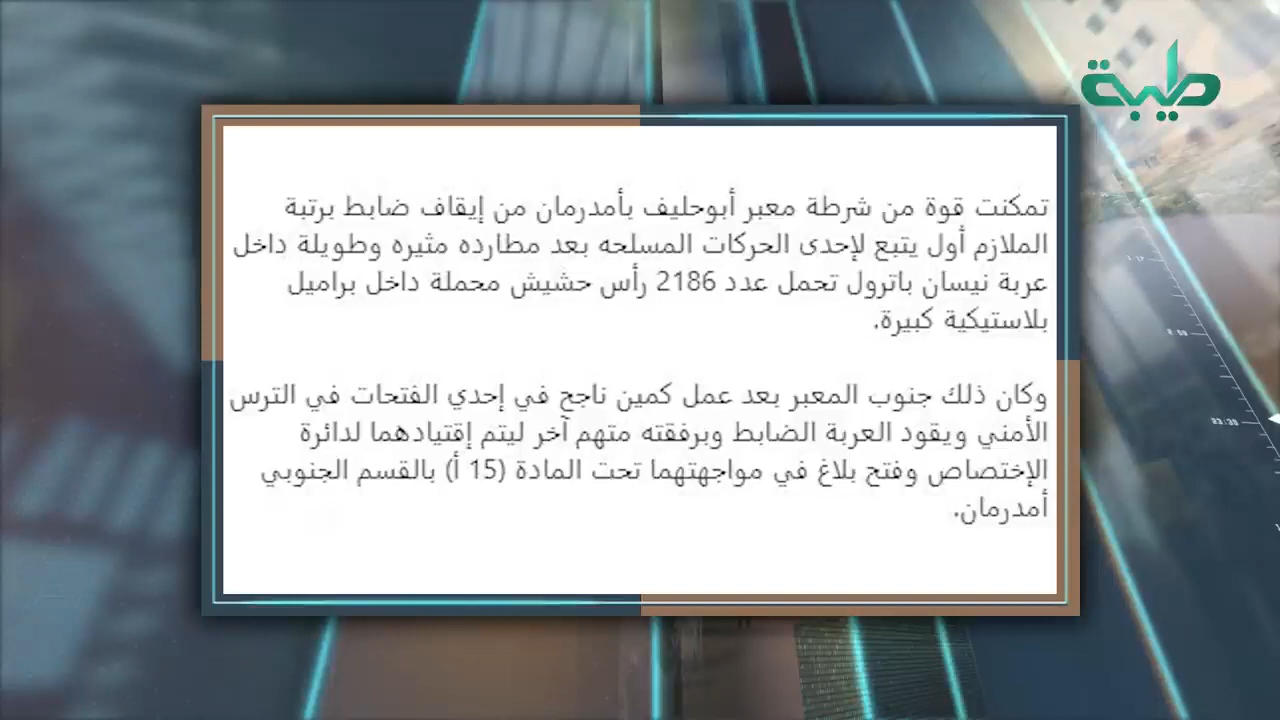 طيبة
تمكنت قوة من شرطة معبر أبوحليف بأمدرمان من إيقاف ضابط برتبة
الملازم أول يتبع لإحدى الحركات المسلحه بعد مطارده مثيره وطويلة داخل
عربة نيسان باترول تحمل عدد 2186 رأس حشيش محملة داخل براميل
بلاستيكية كبيرة.
وكان ذلك جنوب المعبر بعد عمل كمين ناجح في إحدي الفتحات في الترس
الأمني ويقود العربة الضابط وبرفقته متهم آخر ليتم إقتيادهما لدائرة
الإختصاص وفتح بلاغ في مواجهتهما تحت المادة (15 أ) بالقسم الجنوبي
أمدرمان.